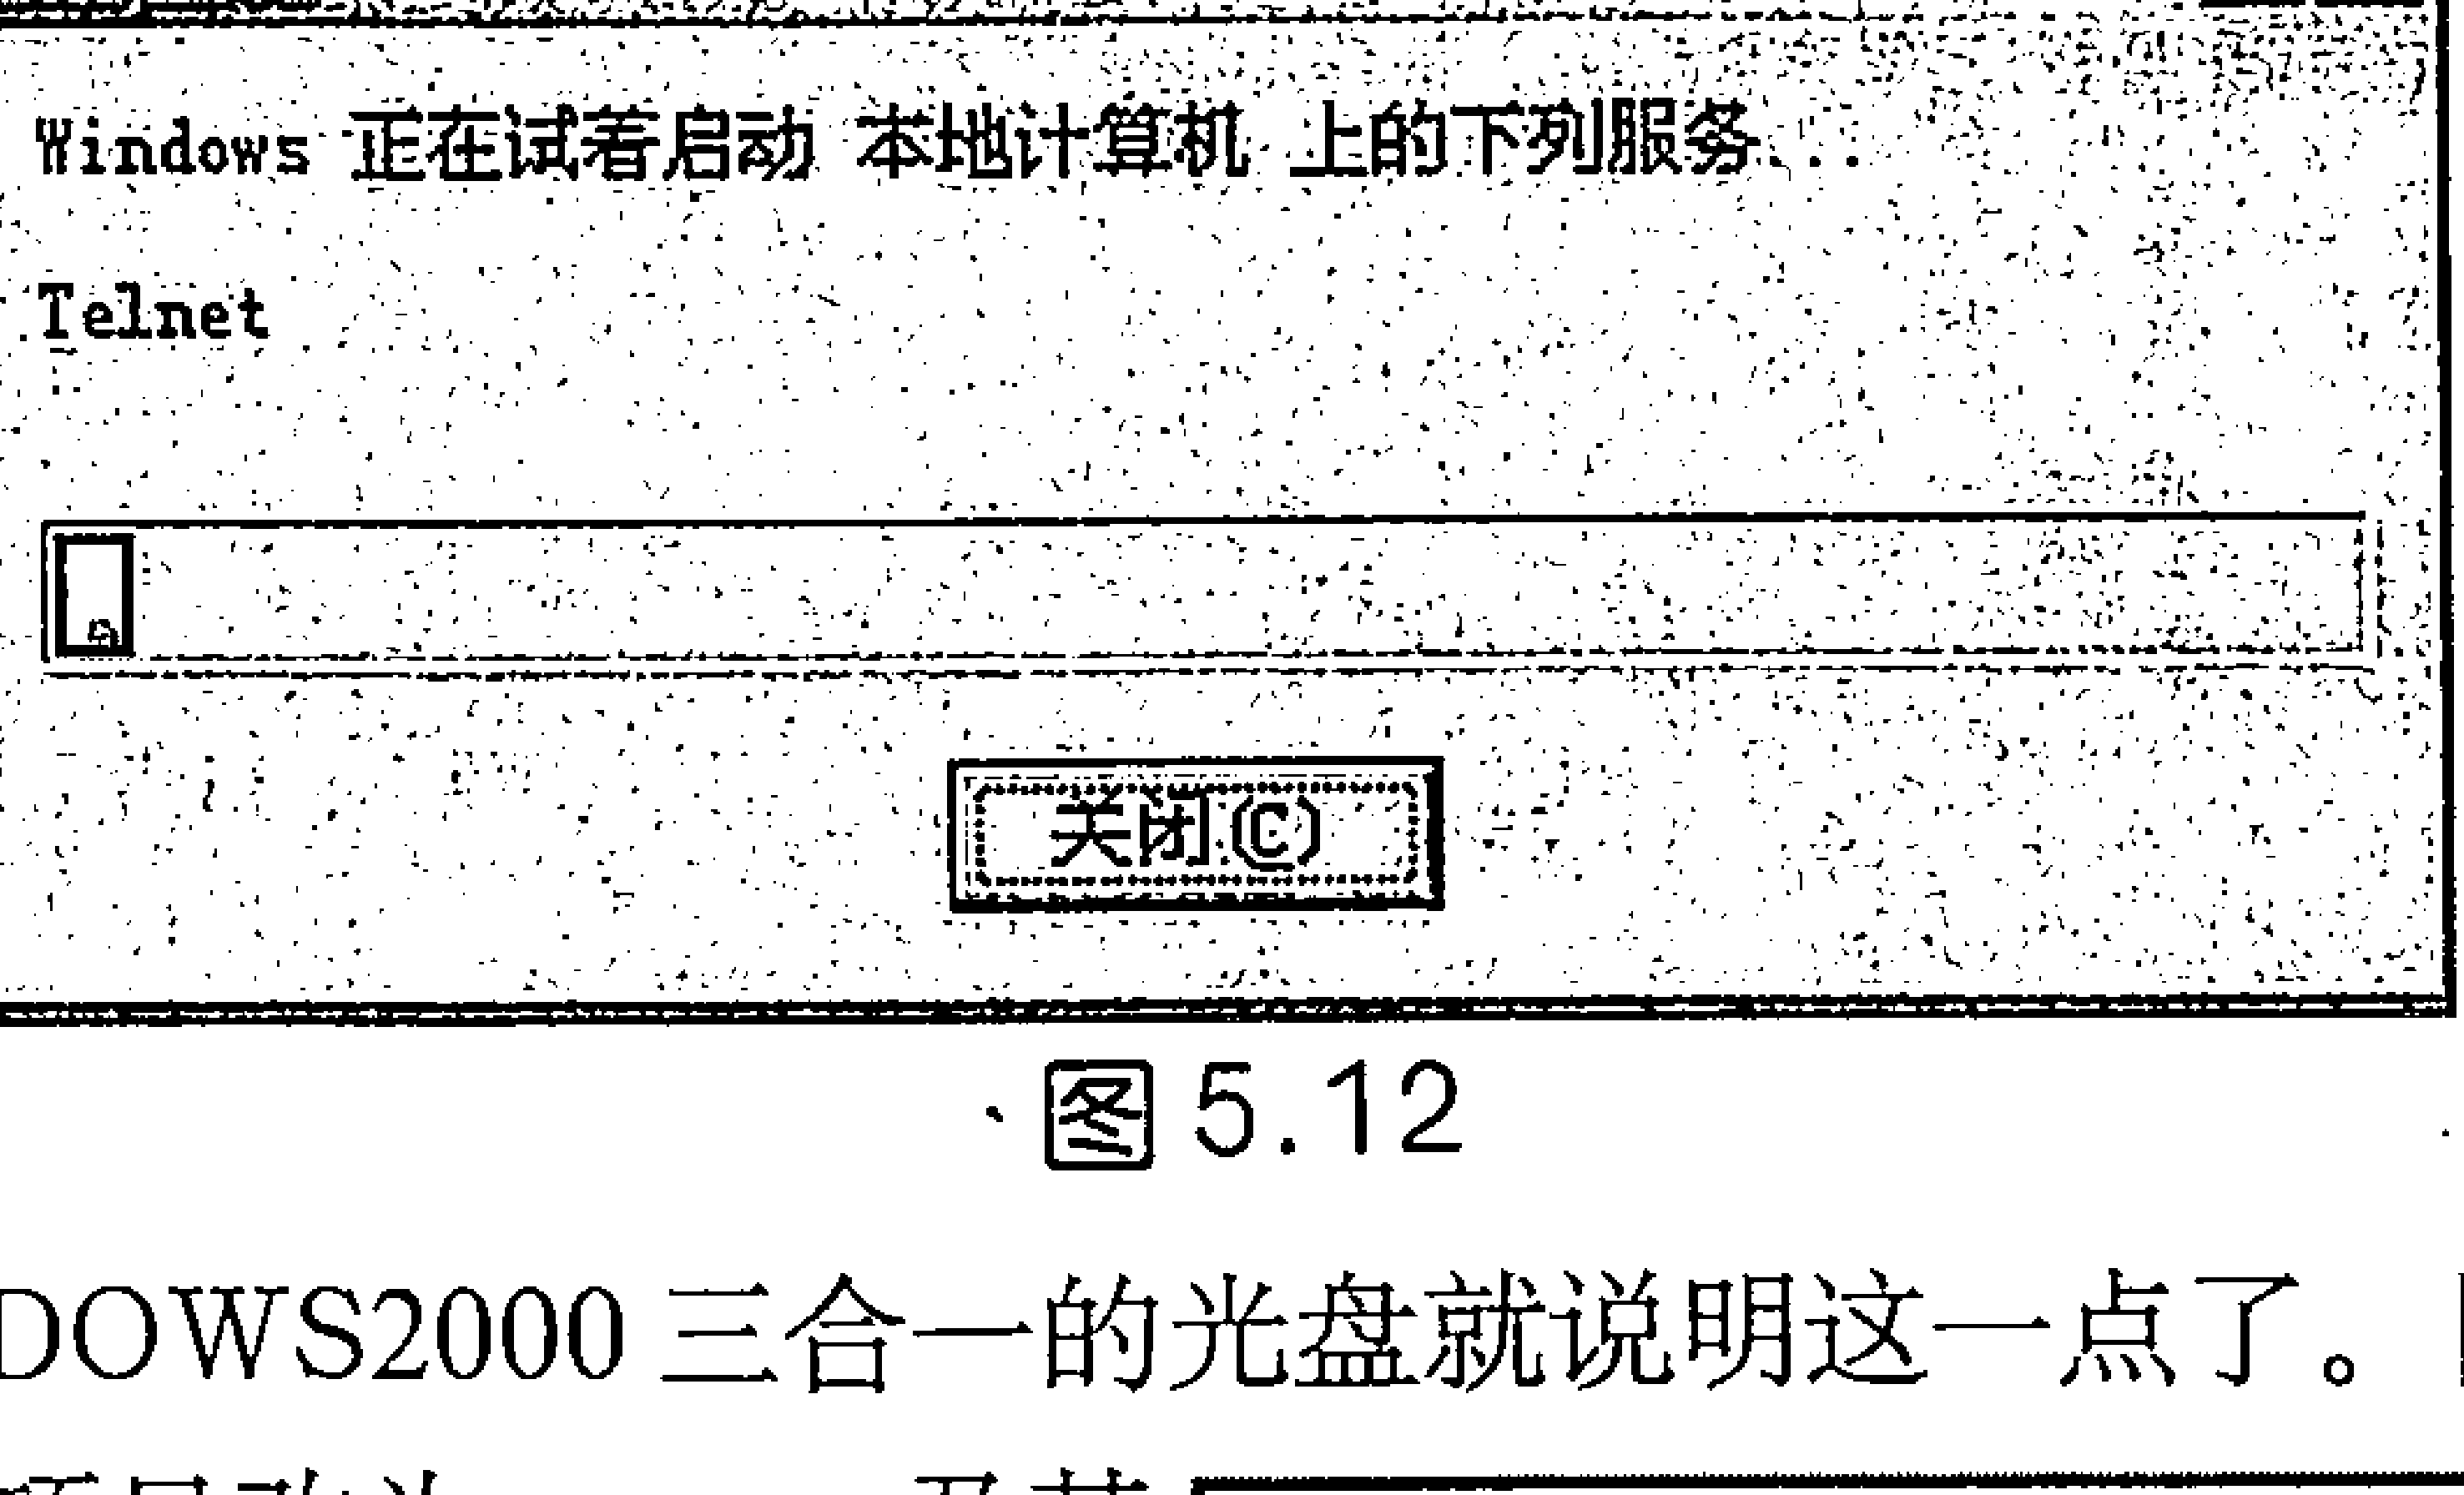 Windows 正在试着启动 本地计算机 上的下列服务...
Telnet
关闭(C)
图 5.12
DOWS2000 三合一的光盘就说明这一点了。